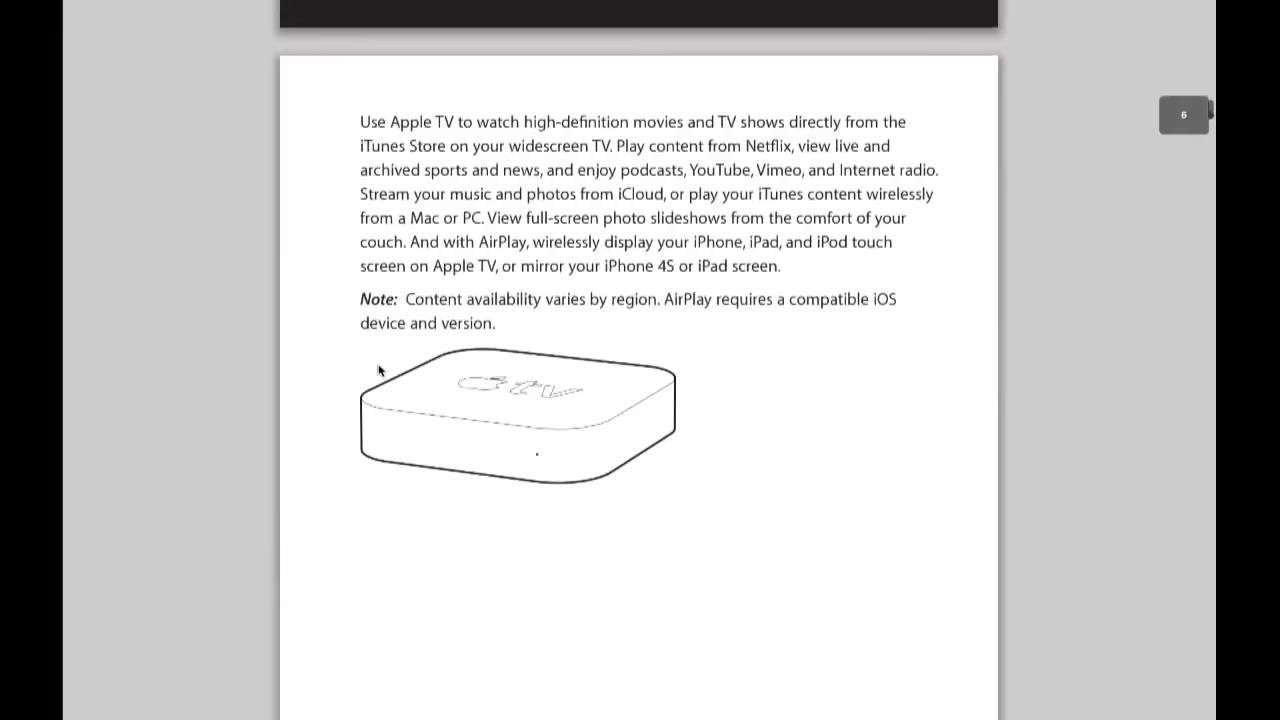 Use Apple TV to watch high-definition movies and TV shows directly from the
iTunes Store on your widescreen TV. Play content from Netflix, view live and
archived sports and news, and enjoy podcasts, YouTube, Vimeo, and Internet radio.
Stream your music and photos from iCloud, or play your iTunes content wirelessly
from a Mac or PC. View full-screen photo slideshows from the comfort of your
couch. And with AirPlay, wirelessly display your iPhone, iPad, and iPod touch
screen on Apple TV, or mirror your iPhone 4S or iPad screen.
Note: Content availability varies by region. AirPlay requires a compatible iOS
device and version.
tv
6